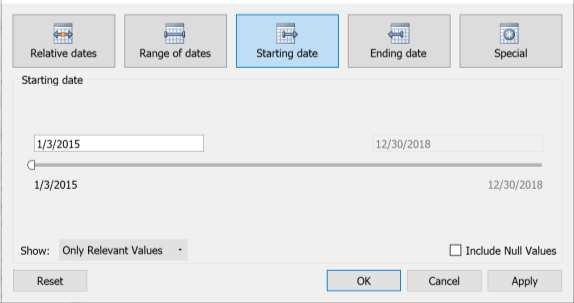 Relative dates Range of dates Starting date Ending date Special
Starting date
1/3/2015 12/30/2018
1/3/2015 12/30/2018
Show: Only Relevant Values Include Null Values
Reset OK Cancel Apply